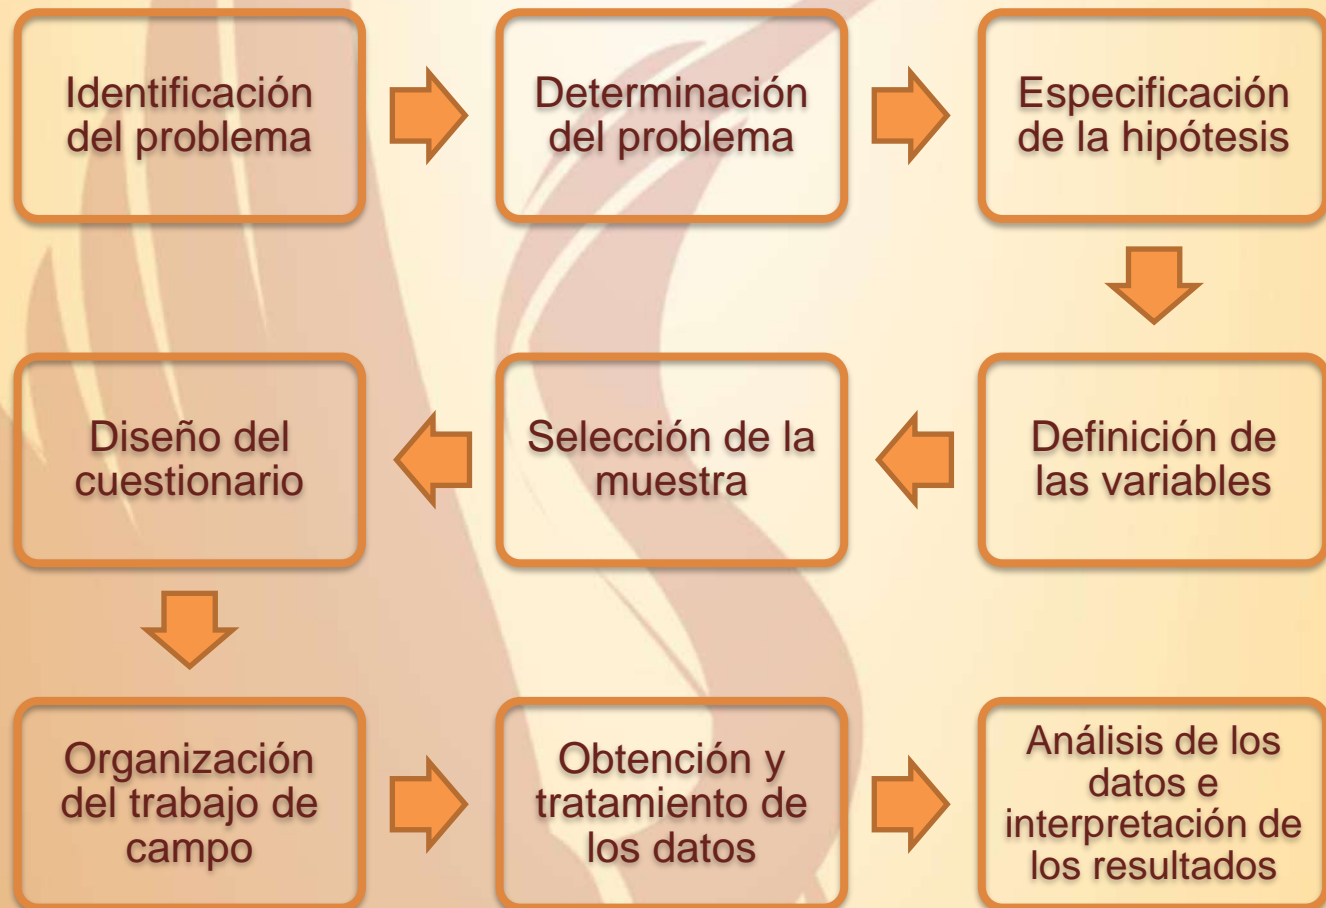 Identificación
del problema
Determinación
del problema
Especificación
de la hipótesis
Definición de
las variables
Selección de la
muestra
Diseño del
cuestionario
Organización
del trabajo de
campo
Obtención y
tratamiento de
los datos
Análisis de los
datos e
interpretación de
los resultados